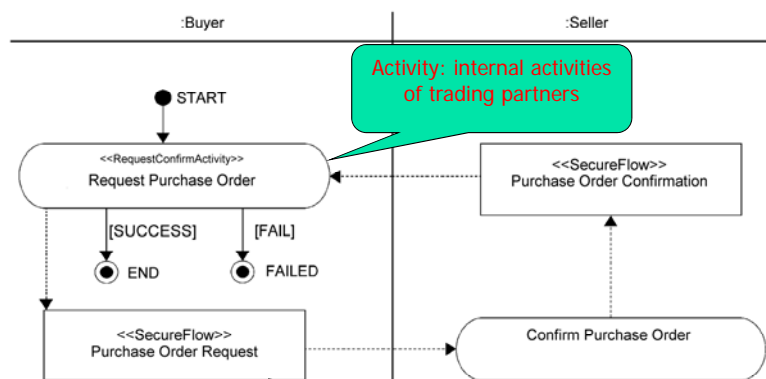 :Buyer
:Seller
Activity: internal activities
of trading partners
START
<<RequestConfirmActivity>>
Request Purchase Order
<<SecureFlow>>
Purchase Order Confirmation
[SUCCESS]
[FAIL]
END
FAILED
<<SecureFlow>>
Purchase Order Request
Confirm Purchase Order